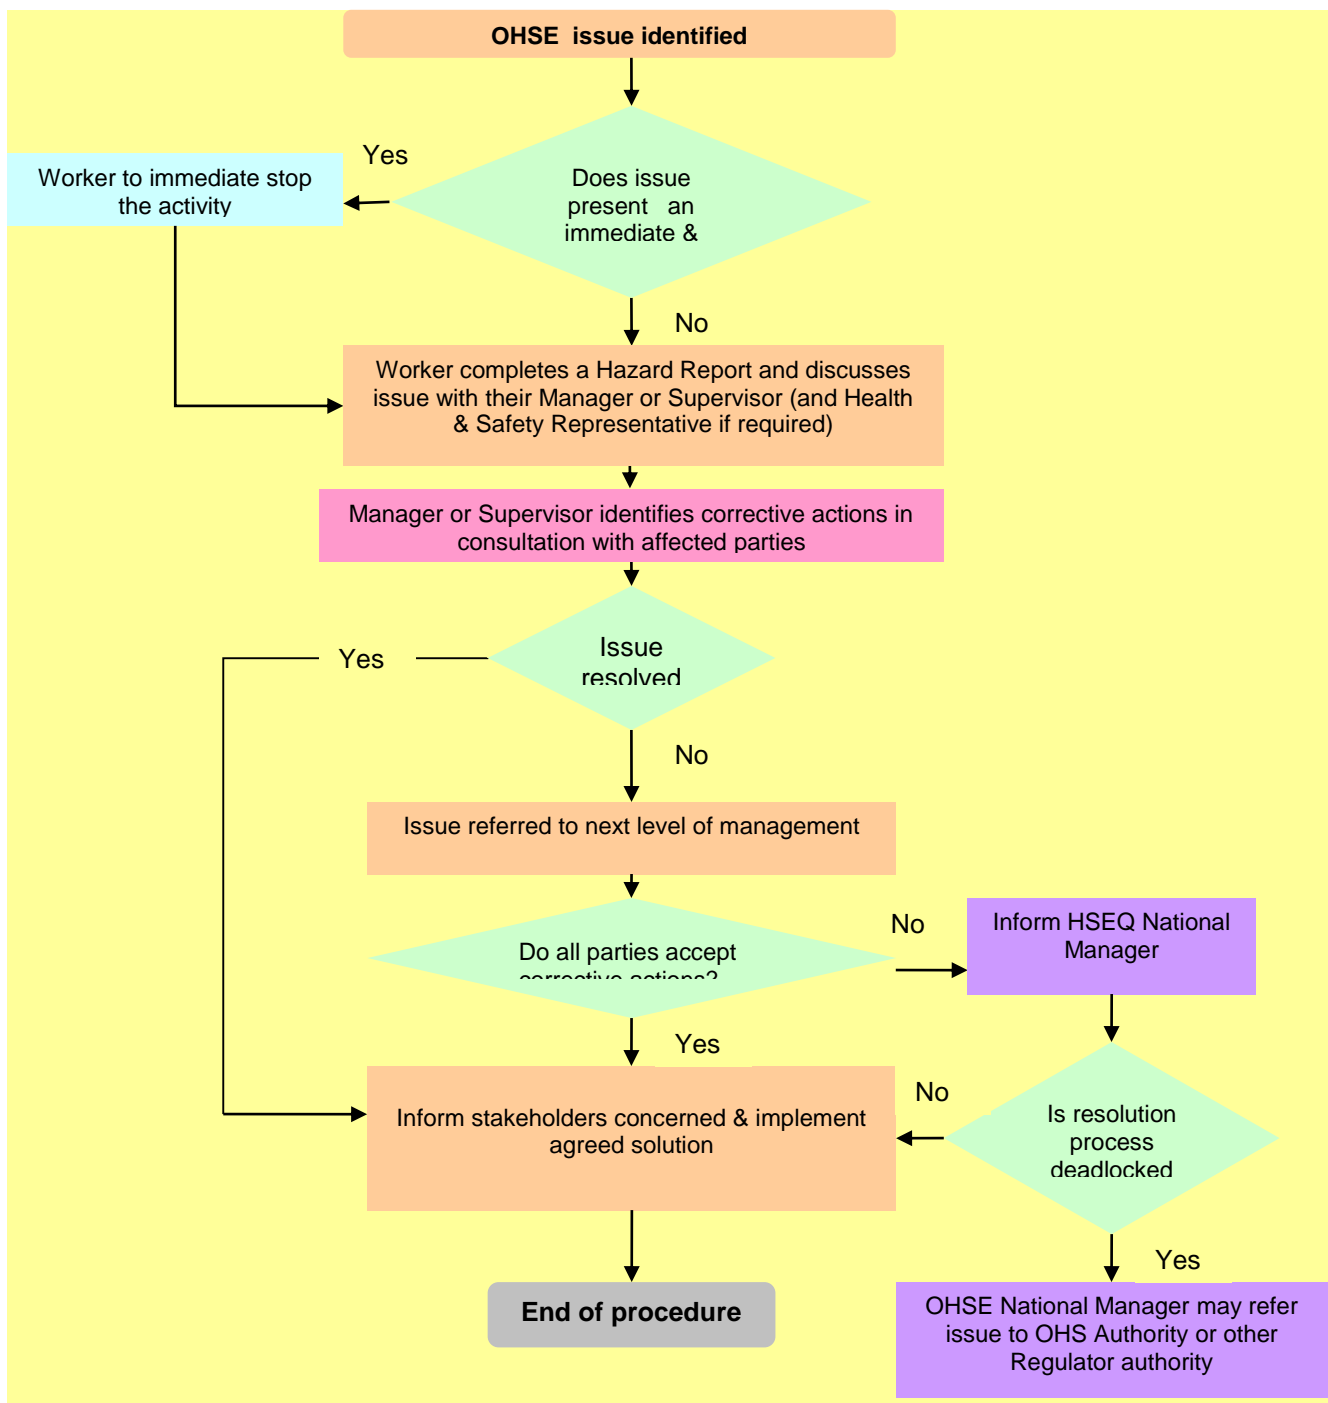 OHSE issue identified
Yes
Does issue
present an
immediate &
Worker to immediate stop
the activity
No
Worker completes a Hazard Report and discusses
issue with their Manager or Supervisor (and Health
& Safety Representative if required)
Manager or Supervisor identifies corrective actions in
consultation with affected parties
Issue
resolved
Yes
No
Issue referred to next level of management
Do all parties accept
corrective actions?
No
Inform HSEQ National
Manager
Yes
No
Inform stakeholders concerned & implement
agreed solution
Is resolution
process
deadlocked
Yes
End of procedure
OHSE National Manager may refer
issue to OHS Authority or other
Regulator authority